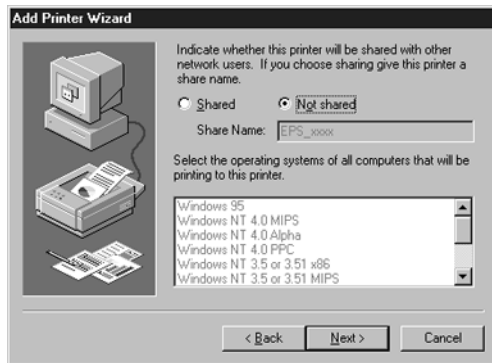 Add Printer Wizard
Indicate whether this printer will be shared with other
network users. If you choose sharing give this printer a
share name.
Shared Not shared
Share Name: EPS_xxxx
Select the operating systems of all computers that will be
printing to this printer.
Windows 95
Windows NT 4.0 MIPS
Windows NT 4.0 Alpha
Windows NT 4.0 PPC
Windows NT 3.5 or 3.51 x86
Windows NT 3.5 or 3.51 MIPS
< Back Next > Cancel